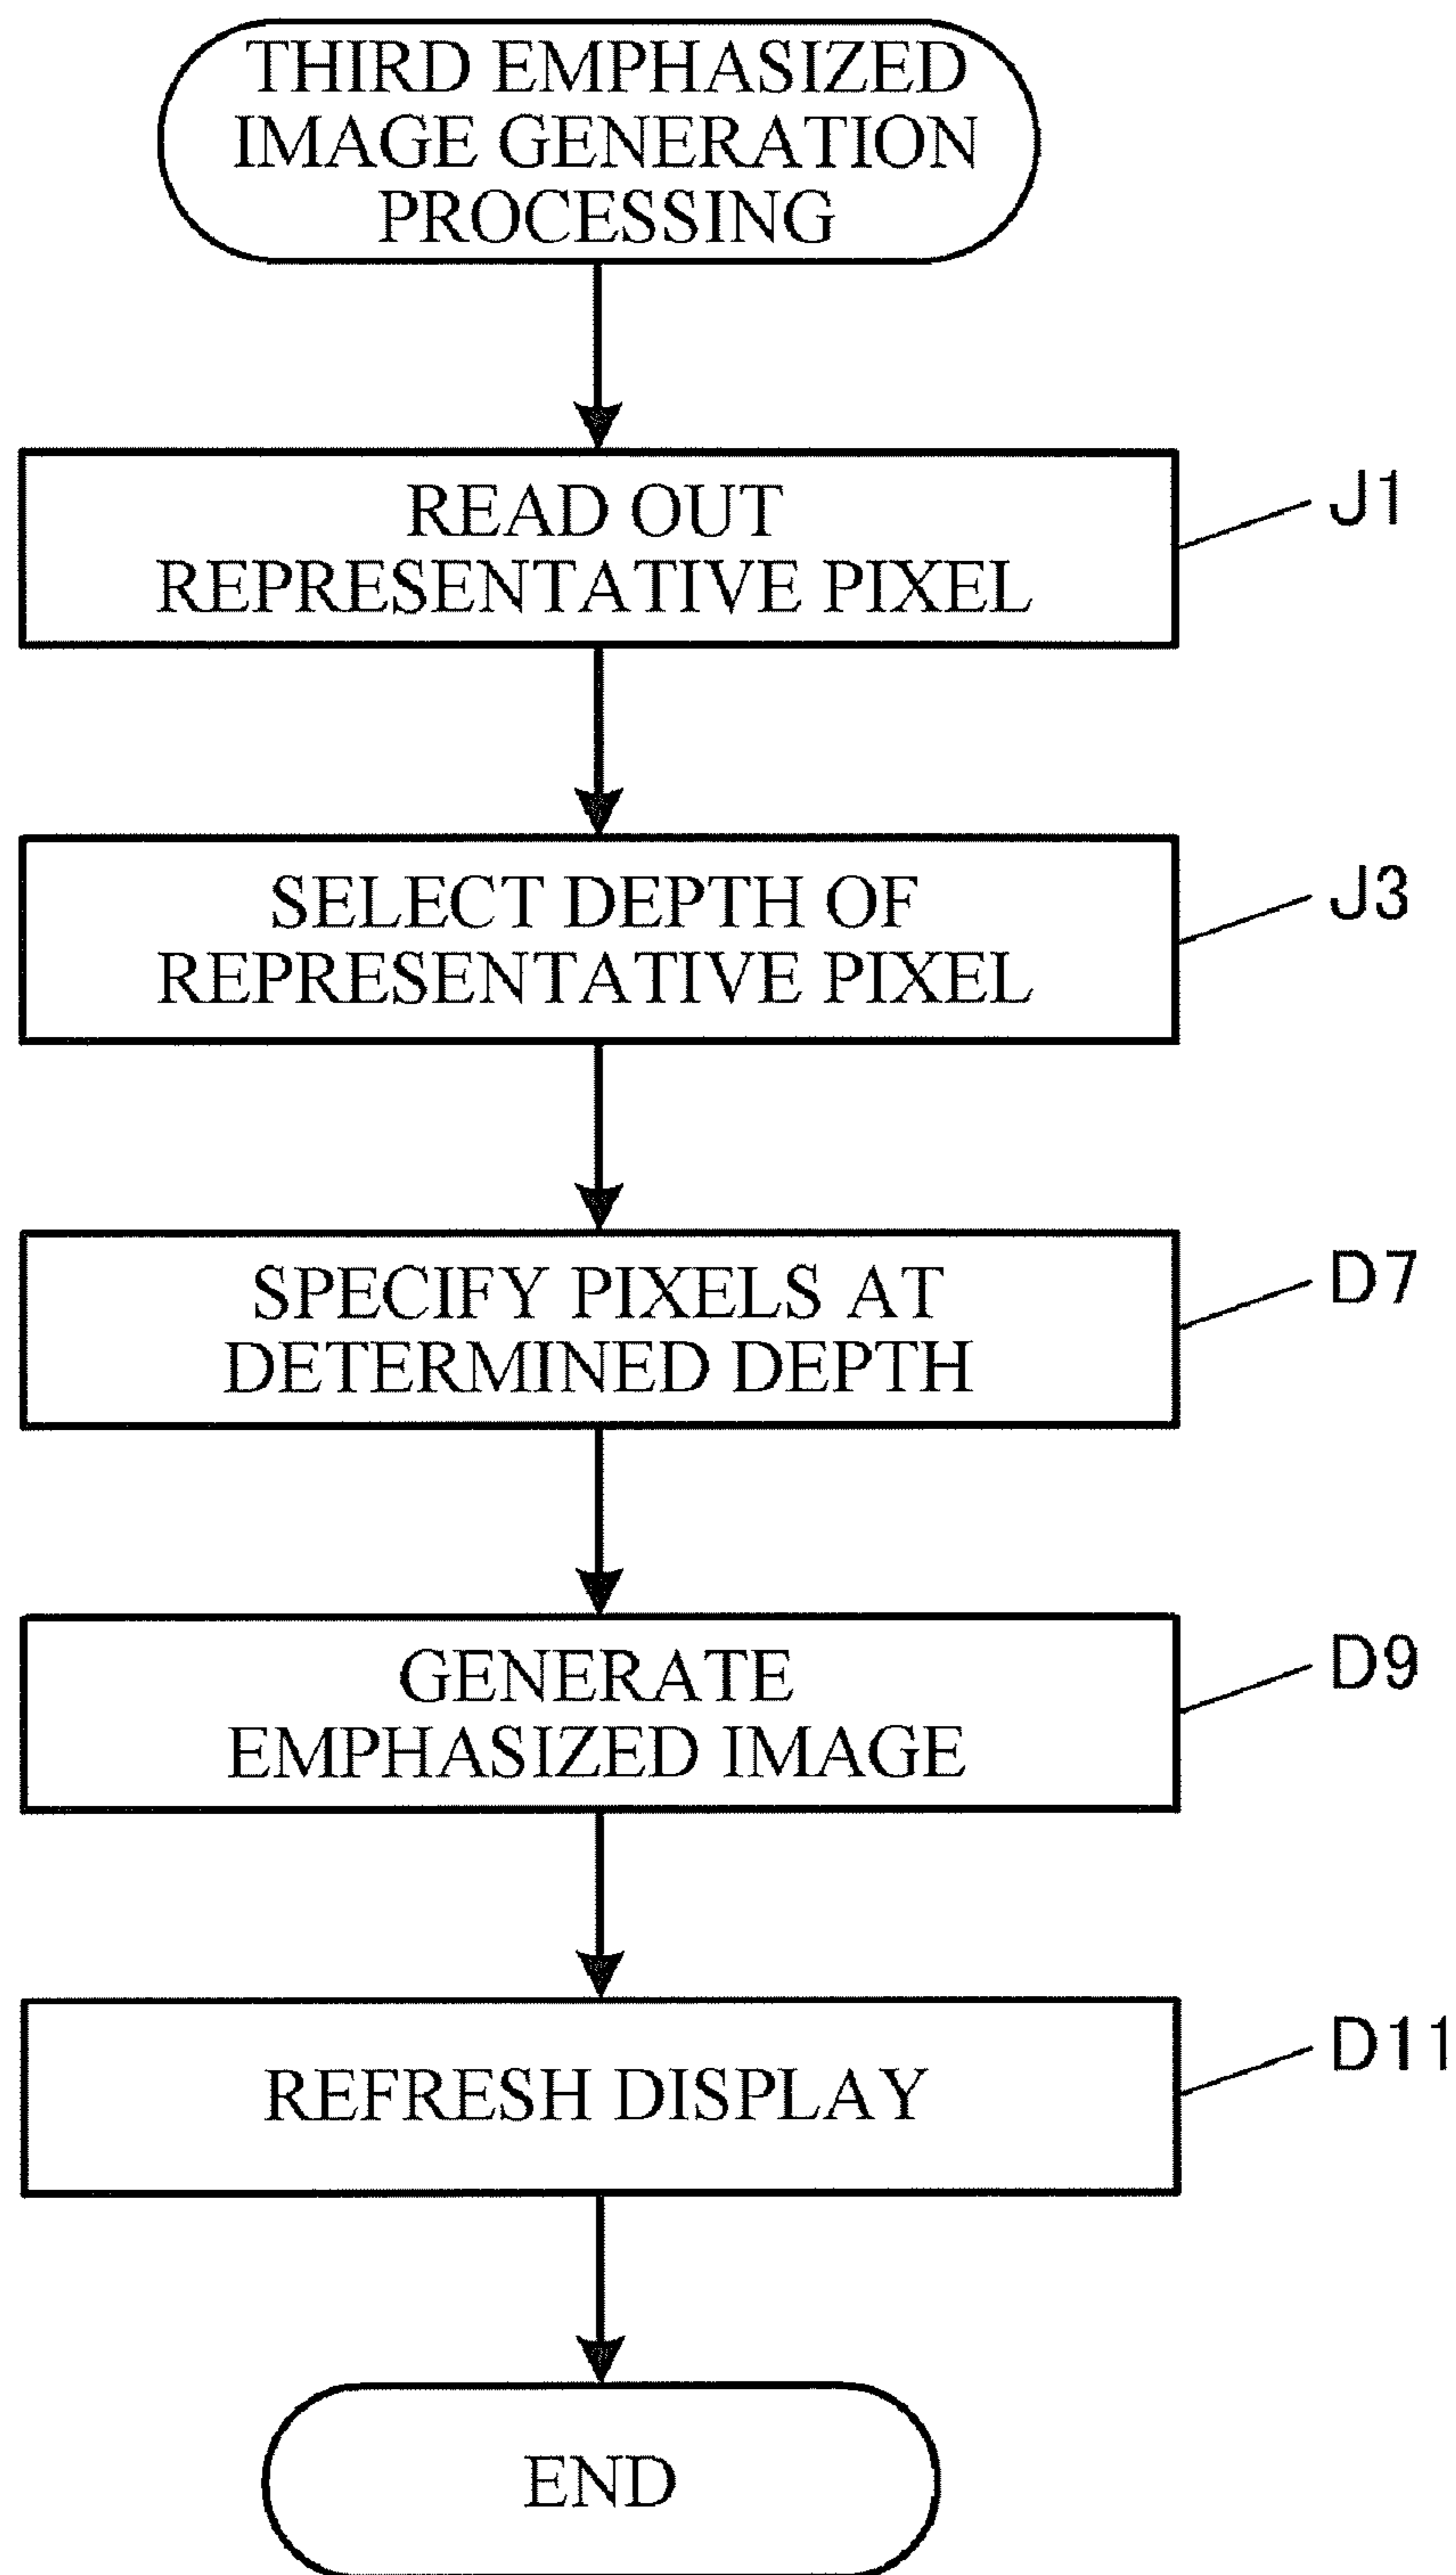 THIRD EMPHASIZED
IMAGE GENERATION
PROCESSING
READ OUT
REPRESENTATIVE PIXEL
J1
SELECT DEPTH OF
REPRESENTATIVE PIXEL
J3
SPECIFY PIXELS AT
DETERMINED DEPTH
D7
GENERATE
EMPHASIZED IMAGE
D9
REFRESH DISPLAY
D11
END